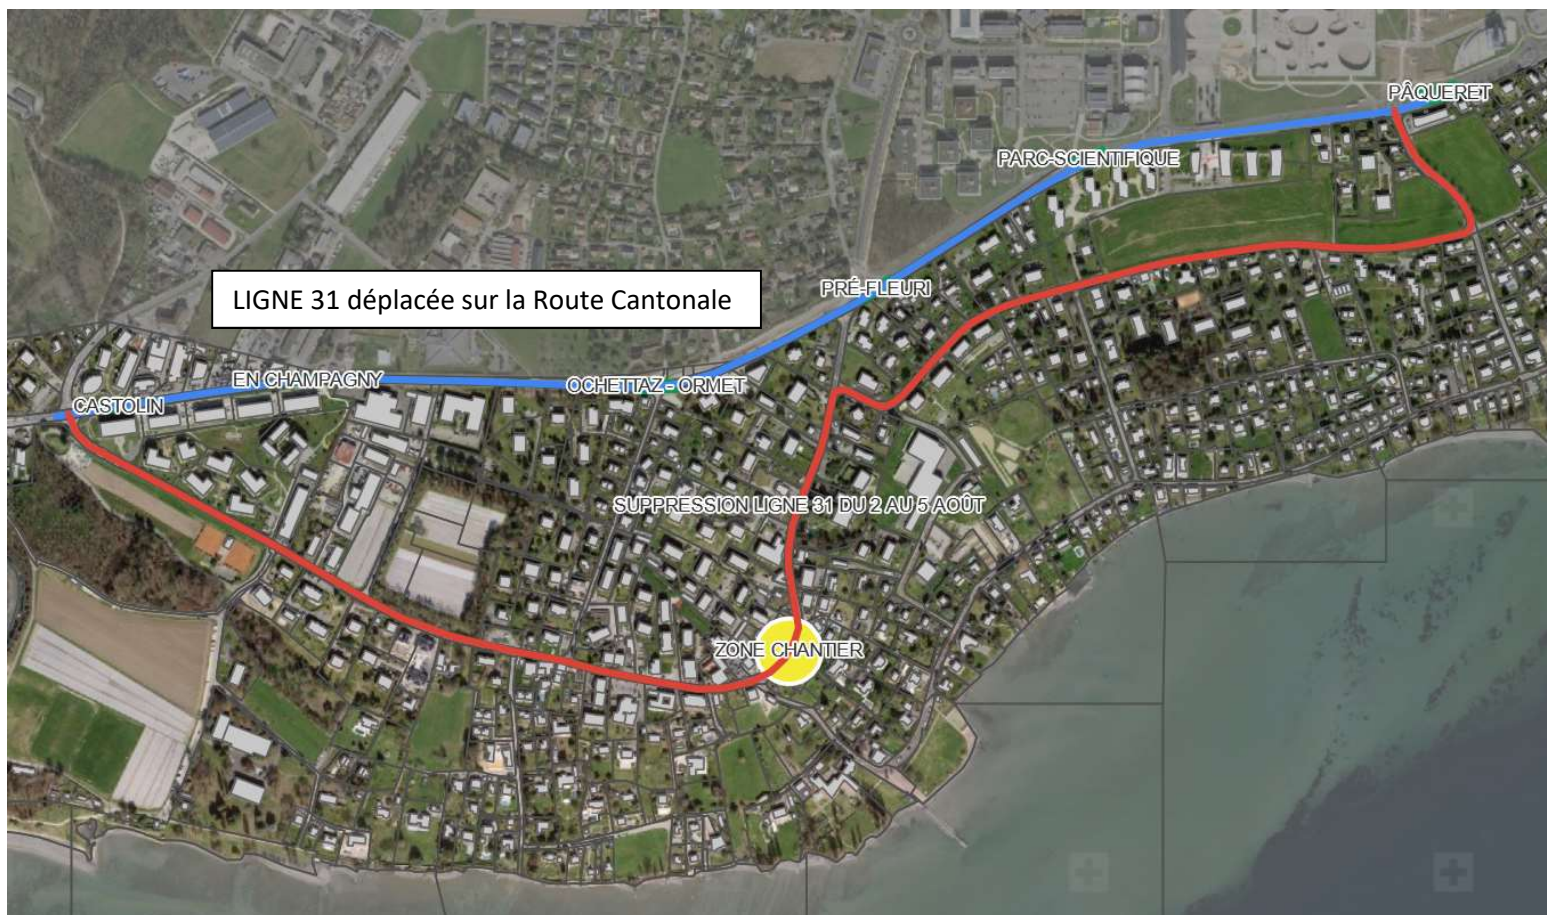 PÂQUERET
PARC-SCIENTIFIQUE
PRÉ-FLEURI
LIGNE 31 déplacée sur la Route Cantonale
EN CHAMPAGNY
OCHETTAZ - ORMET
CASTOLIN
SUPPRESSION LIGNE 31 DU 2 AU 5 AOÛT
ZONE CHANTIER